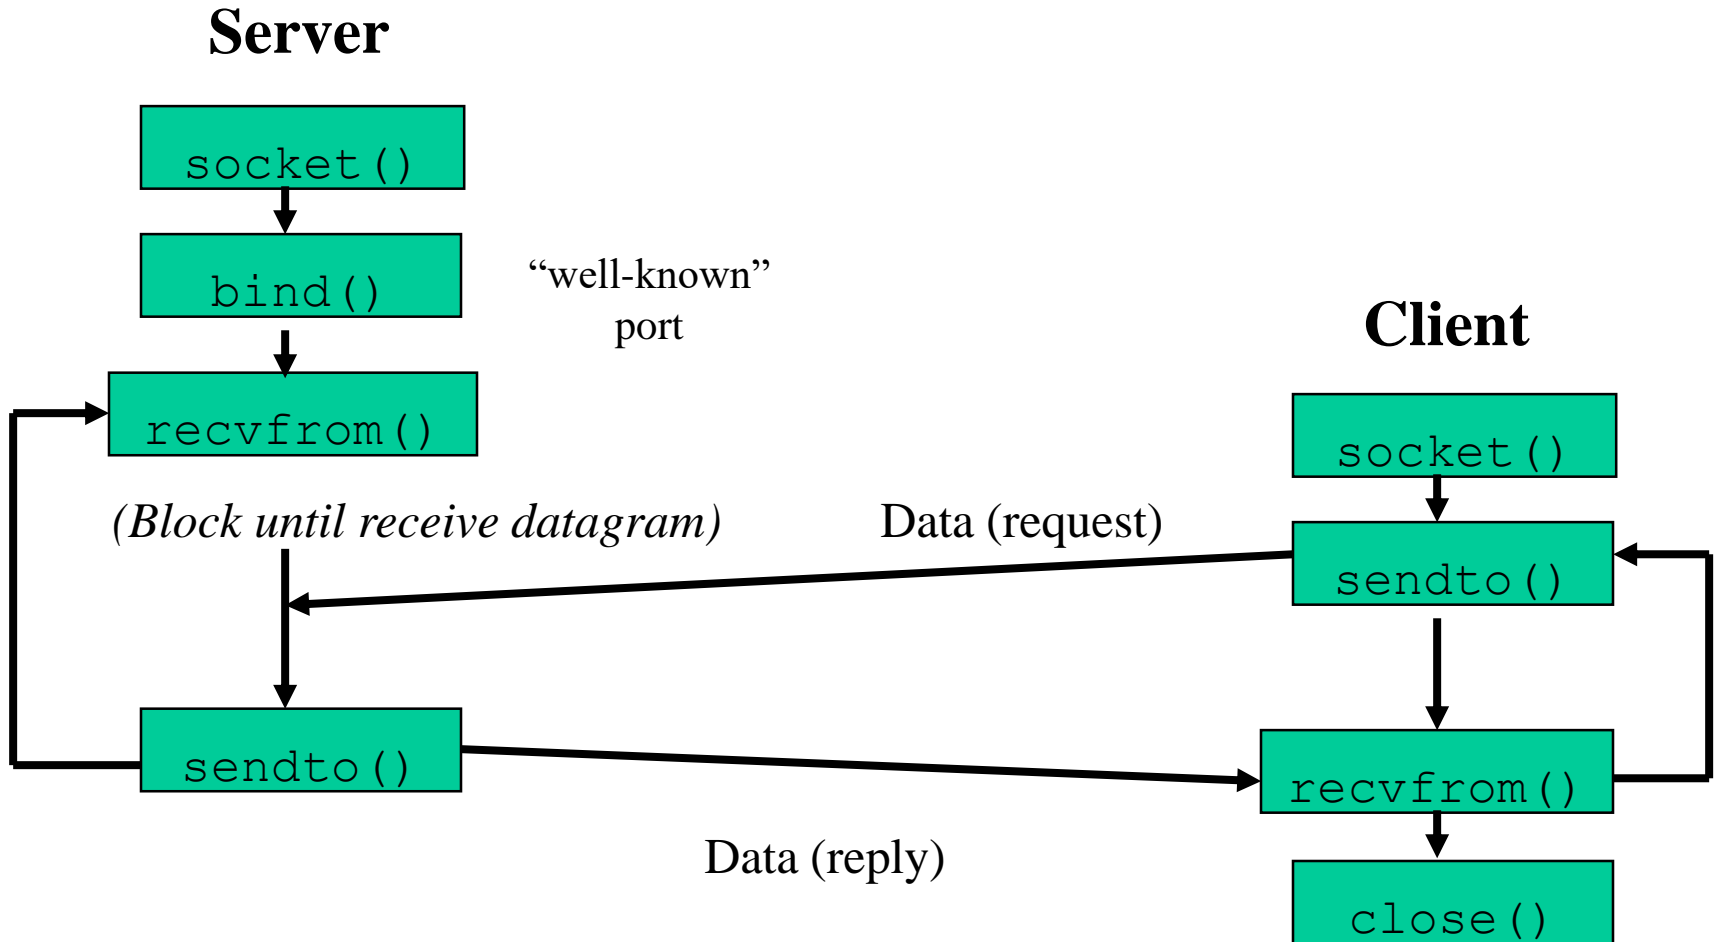 Server
socket()
bind()
“well-known”
port
recvfrom()
(Block until receive datagram)
sendto()
Client
socket()
Data (request)
sendto()
recvfrom()
Data (reply)
close()